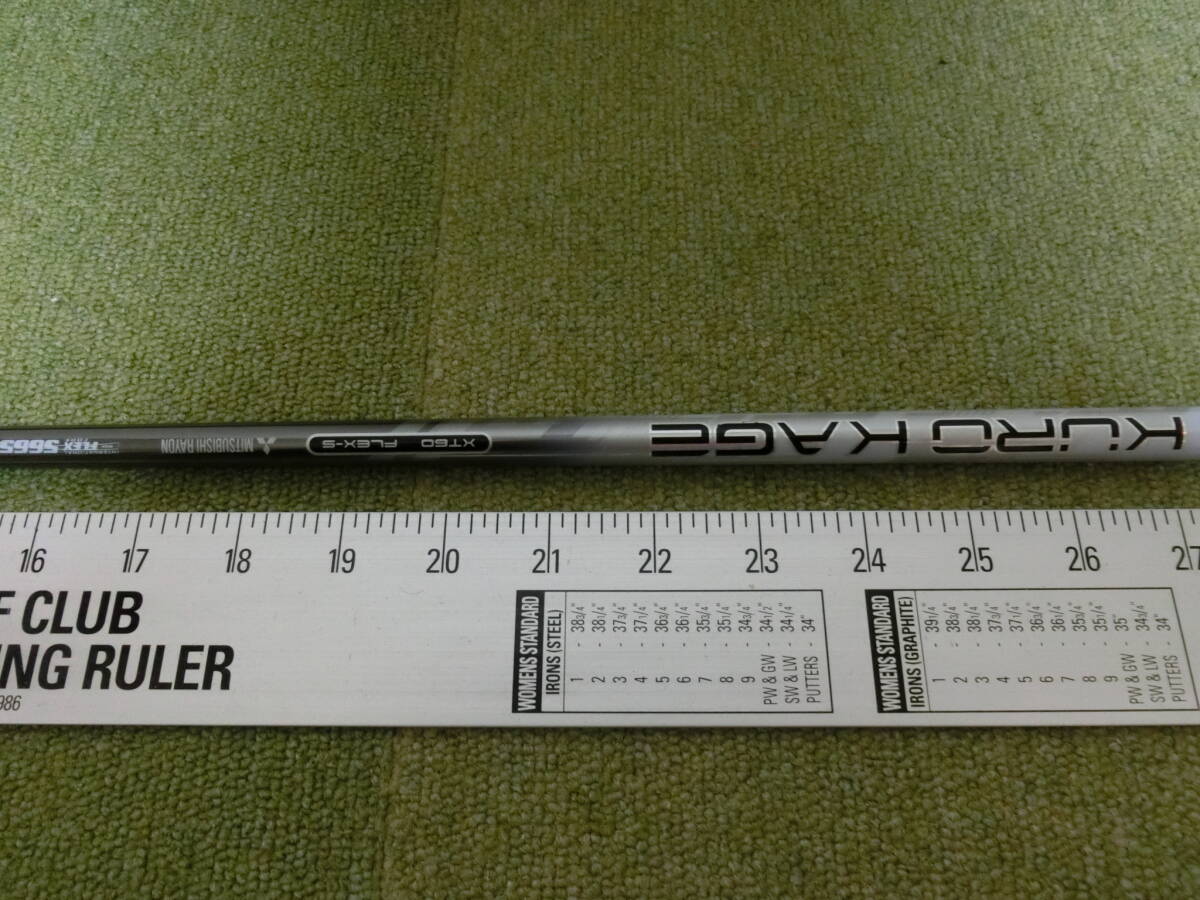 KURO KAGE
XT60 FLEX-S
MITSUBISHI RAYON
5665
16 17 18 19 20 21 22 23 24 25 26 27
F CLUB
NG RULER
986
WOMENS STANDARD
IRONS (STEEL)
1 - 38 3/4"
2 - 38 1/4"
3 - 37 3/4"
4 - 37 1/4"
5 - 36 3/4"
6 - 36 1/4"
7 - 35 3/4"
8 - 35 1/4"
9 - 34 3/4"
PW & GW - 34 1/2"
SW & LW - 34 1/4"
PUTTERS - 34"
WOMENS STANDARD
IRONS (GRAPHITE)
1 - 39 1/4"
2 - 38 3/4"
3 - 38 1/4"
4 - 37 3/4"
5 - 37 1/4"
6 - 36 3/4"
7 - 36 1/4"
8 - 35 3/4"
9 - 35 1/4"
PW & GW - 35"
SW & LW - 34 3/4"
PUTTERS - 34"